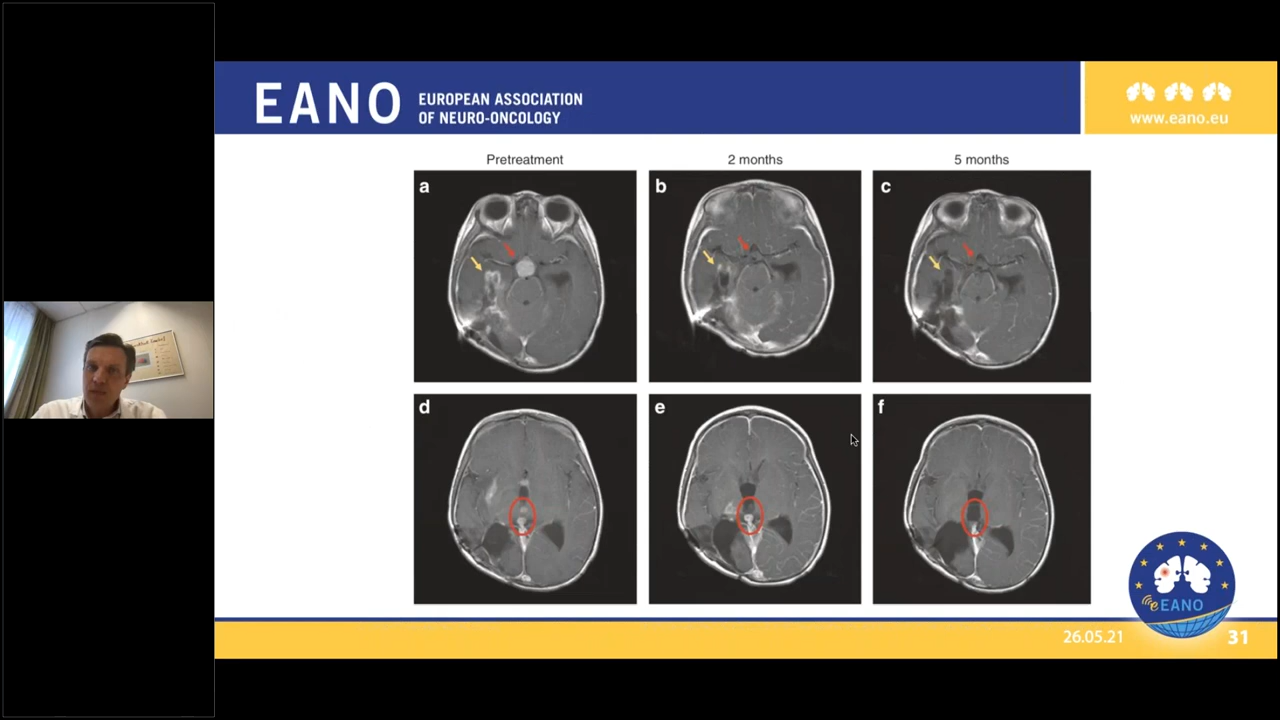 EANO
EUROPEAN ASSOCIATION
OF NEURO-ONCOLOGY
www.eano.eu
Pretreatment
2 months
5 months
a
b
c
d
e
f
eEANO
26.05.21
31